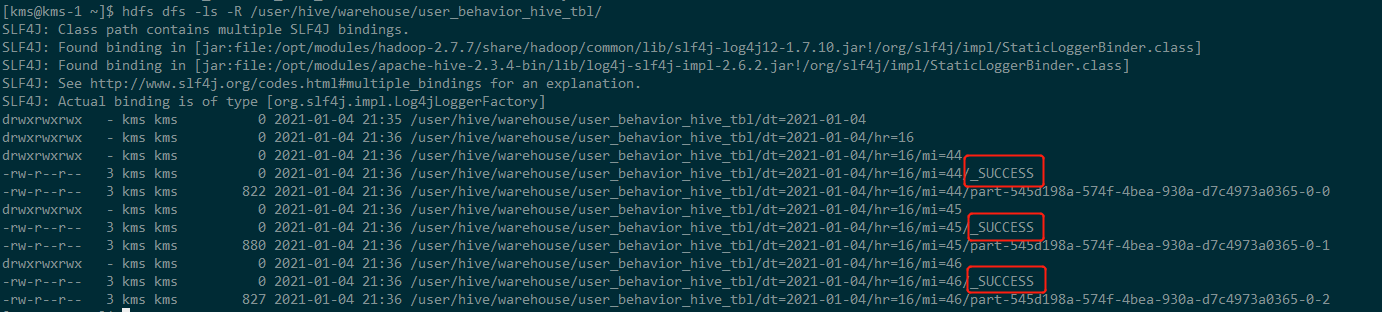 [kms@kms-1 ~]$ hdfs dfs -ls -R /user/hive/warehouse/user_behavior_hive_tbl/
SLF4J: Class path contains multiple SLF4J bindings.
SLF4J: Found binding in [jar:file:/opt/modules/hadoop-2.7.7/share/hadoop/common/lib/slf4j-log4j12-1.7.10.jar!/org/slf4j/impl/StaticLoggerBinder.class]
SLF4J: Found binding in [jar:file:/opt/modules/apache-hive-2.3.4-bin/lib/log4j-slf4j-impl-2.6.2.jar!/org/slf4j/impl/StaticLoggerBinder.class]
SLF4J: See http://www.slf4j.org/codes.html#multiple_bindings for an explanation.
SLF4J: Actual binding is of type [org.slf4j.impl.Log4jLoggerFactory]
drwxrwxrwx   - kms kms          0 2021-01-04 21:35 /user/hive/warehouse/user_behavior_hive_tbl/dt=2021-01-04
drwxrwxrwx   - kms kms          0 2021-01-04 21:36 /user/hive/warehouse/user_behavior_hive_tbl/dt=2021-01-04/hr=16
drwxrwxrwx   - kms kms          0 2021-01-04 21:36 /user/hive/warehouse/user_behavior_hive_tbl/dt=2021-01-04/hr=16/mi=44
-rw-r--r--   3 kms kms          0 2021-01-04 21:36 /user/hive/warehouse/user_behavior_hive_tbl/dt=2021-01-04/hr=16/mi=44/_SUCCESS
-rw-r--r--   3 kms kms        822 2021-01-04 21:36 /user/hive/warehouse/user_behavior_hive_tbl/dt=2021-01-04/hr=16/mi=44/part-545d198a-574f-4bea-930a-d7c4973a0365-0-0
drwxrwxrwx   - kms kms          0 2021-01-04 21:36 /user/hive/warehouse/user_behavior_hive_tbl/dt=2021-01-04/hr=16/mi=45
-rw-r--r--   3 kms kms          0 2021-01-04 21:36 /user/hive/warehouse/user_behavior_hive_tbl/dt=2021-01-04/hr=16/mi=45/_SUCCESS
-rw-r--r--   3 kms kms        880 2021-01-04 21:36 /user/hive/warehouse/user_behavior_hive_tbl/dt=2021-01-04/hr=16/mi=45/part-545d198a-574f-4bea-930a-d7c4973a0365-0-1
drwxrwxrwx   - kms kms          0 2021-01-04 21:36 /user/hive/warehouse/user_behavior_hive_tbl/dt=2021-01-04/hr=16/mi=46
-rw-r--r--   3 kms kms          0 2021-01-04 21:36 /user/hive/warehouse/user_behavior_hive_tbl/dt=2021-01-04/hr=16/mi=46/_SUCCESS
-rw-r--r--   3 kms kms        827 2021-01-04 21:36 /user/hive/warehouse/user_behavior_hive_tbl/dt=2021-01-04/hr=16/mi=46/part-545d198a-574f-4bea-930a-d7c4973a0365-0-2